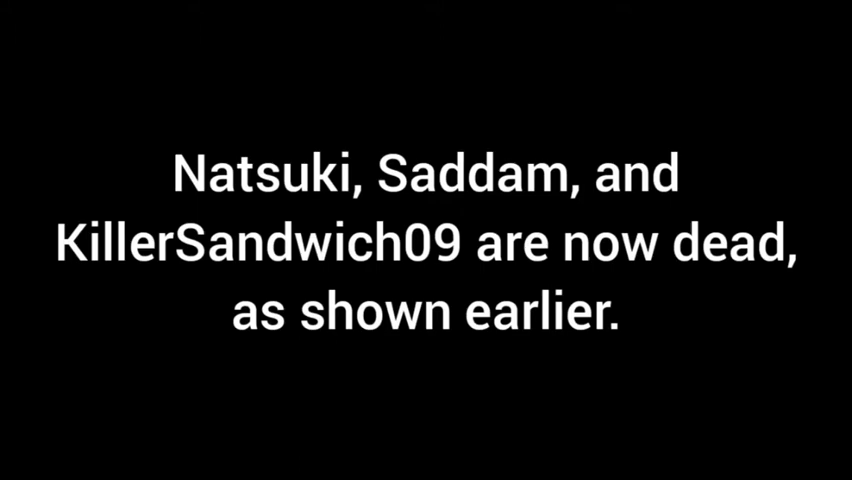 Natsuki, Saddam, and
KillerSandwich09 are now dead,
as shown earlier.